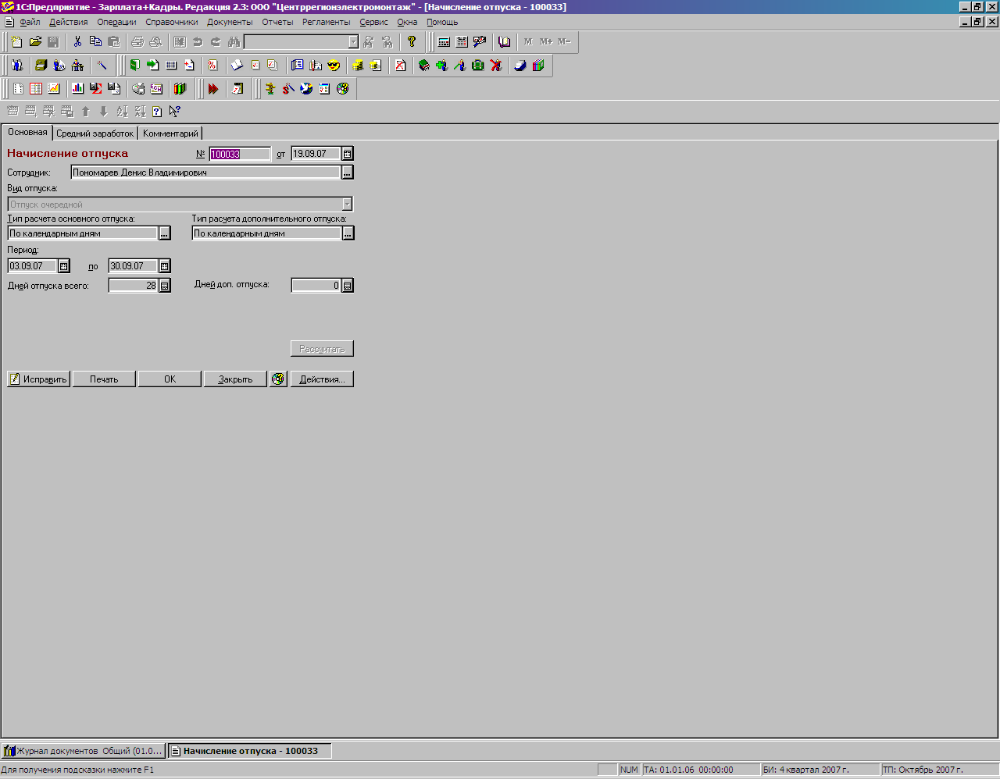 1С:Предприятие - Зарплата+Кадры. Редакция 2.3: ООО "Центррегионэлектромонтаж" - [Начисление отпуска - 100033]
Файл Действия Операции Справочники Документы Отчеты Регламенты Сервис Окна Помощь
M M+ M-
Основная Средний заработок Комментарий
Начисление отпуска № 100033 от 19.09.07
Сотрудник: Пономарев Денис Владимирович
Вид отпуска:
Отпуск очередной
Тип расчета основного отпуска: Тип расчета дополнительного отпуска:
По календарным дням По календарным дням
Период:
03.09.07 по 30.09.07
Дней отпуска всего: 28 Дней доп. отпуска: 0
Рассчитать
Исправить Печать OK Закрыть Действия...
Журнал документов Общий (01.0... Начисление отпуска - 100033
Для получения подсказки нажмите F1 NUM ТА: 01.01.06 00:00:00 БИ: 4 квартал 2007 г. ТП: Октябрь 2007 г.